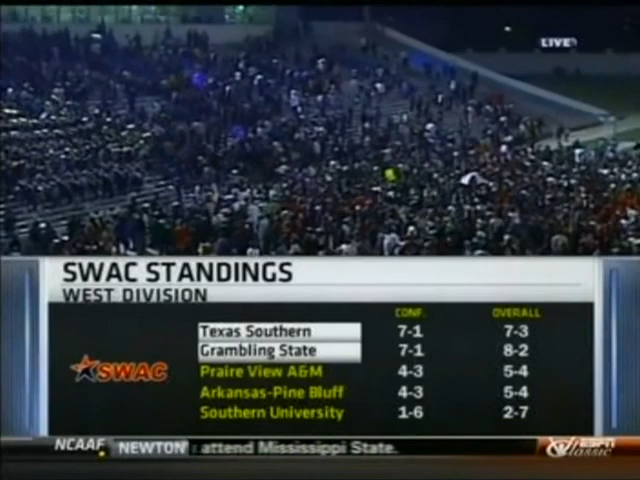 LIVE
SWAC STANDINGS
WEST DIVISION
CONF. OVERALL
Texas Southern 7-1 7-3
Grambling State 7-1 8-2
Praire View A&M 4-3 5-4
Arkansas-Pine Bluff 4-3 5-4
Southern University 1-6 2-7
SWAC
NCAAF NEWTON attend Mississippi State.
ESPN
Classic